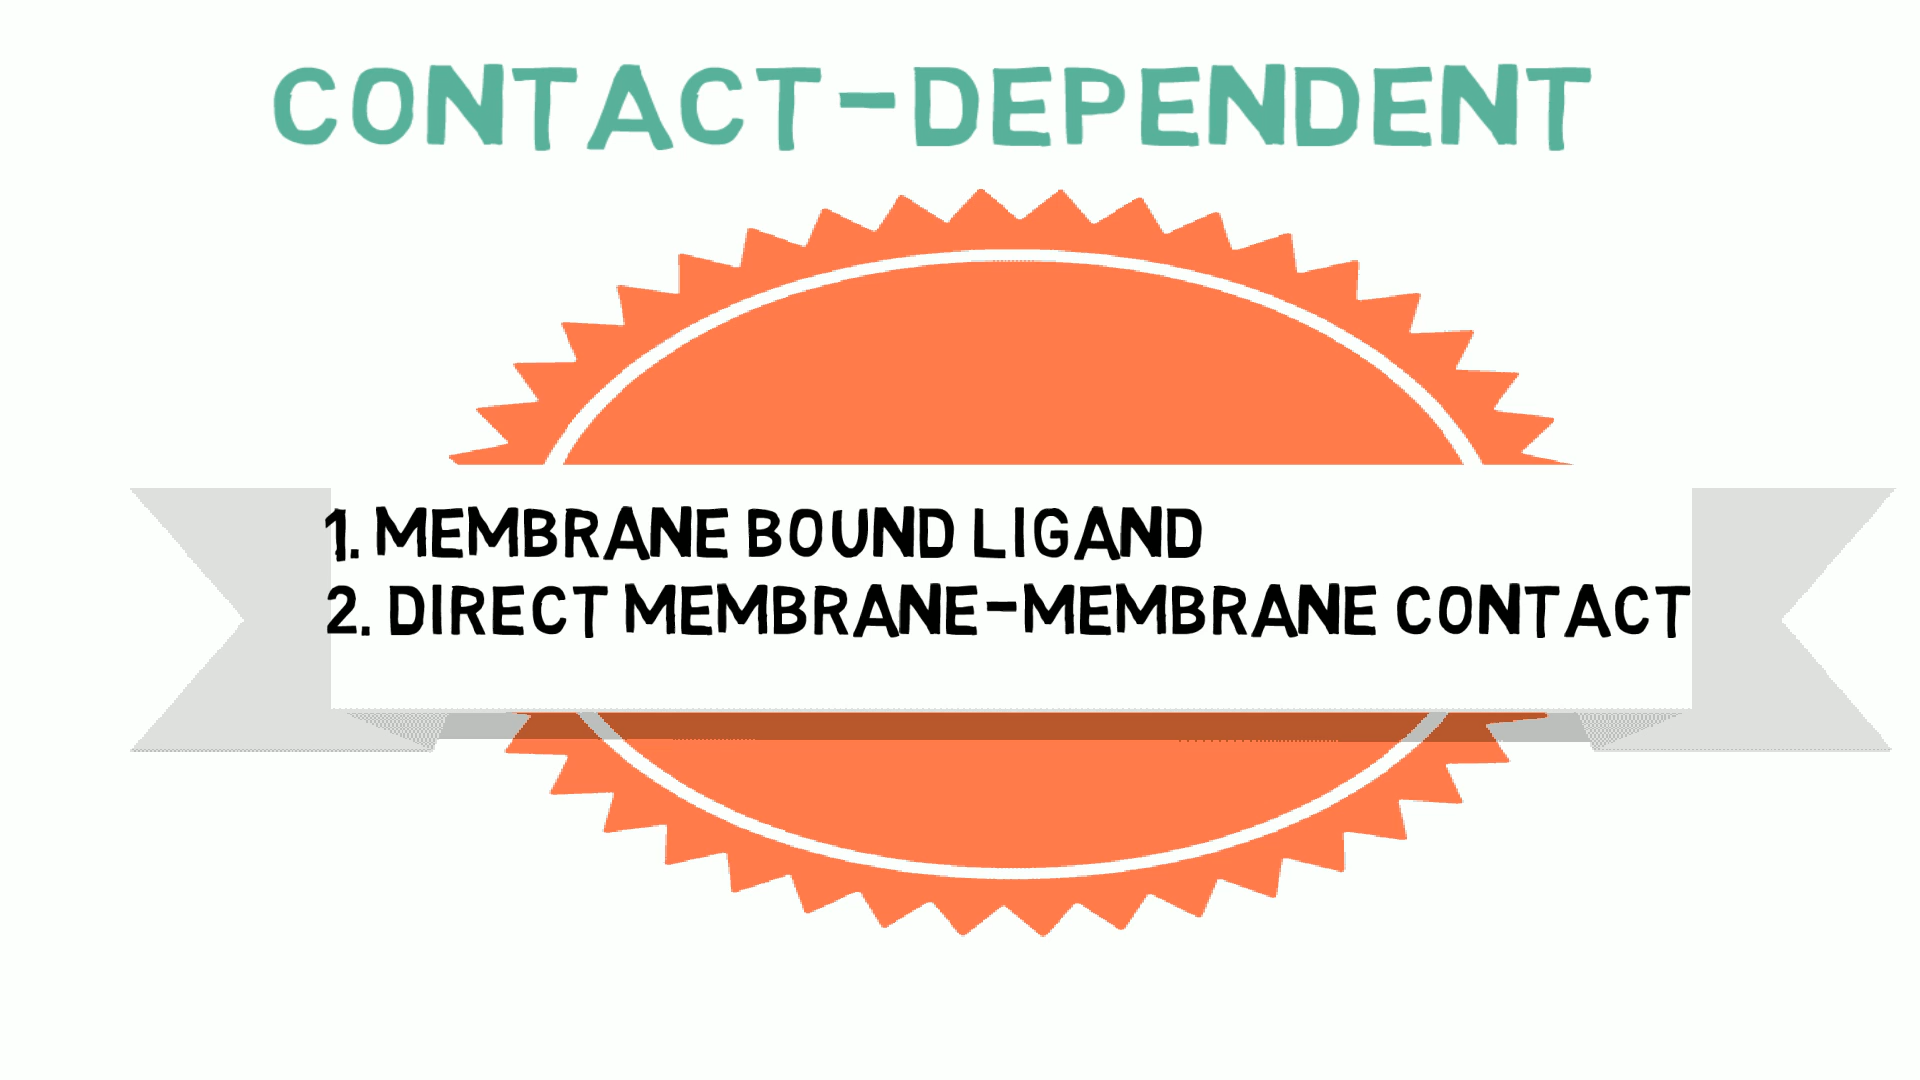 CONTACT-DEPENDENT
1. MEMBRANE BOUND LIGAND
2. DIRECT MEMBRANE-MEMBRANE CONTACT